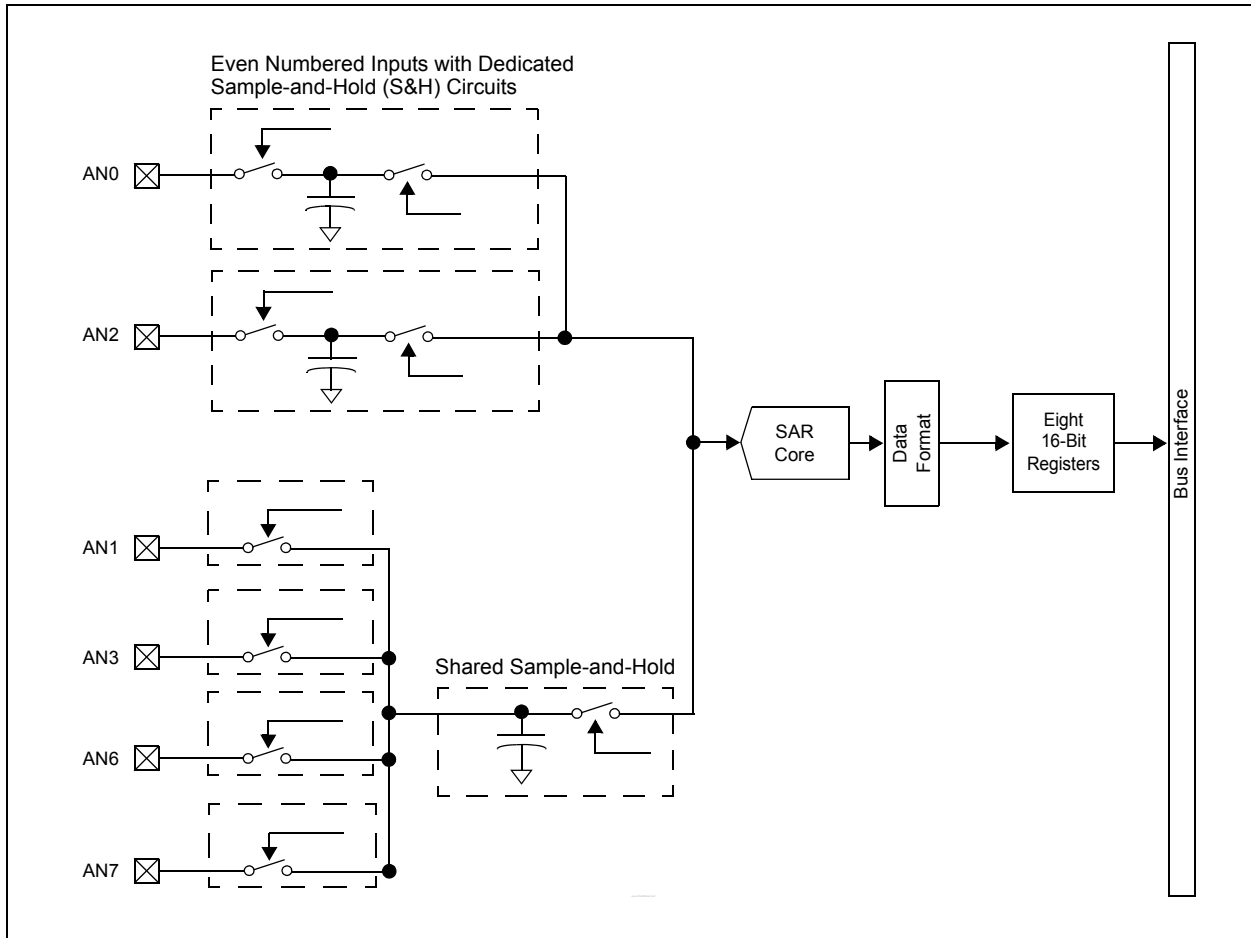 Even Numbered Inputs with Dedicated
Sample-and-Hold (S&H) Circuits
AN0
AN2
SAR
Core
Data
Format
Eight
16-Bit
Registers
Bus Interface
AN1
AN3
Shared Sample-and-Hold
AN6
AN7